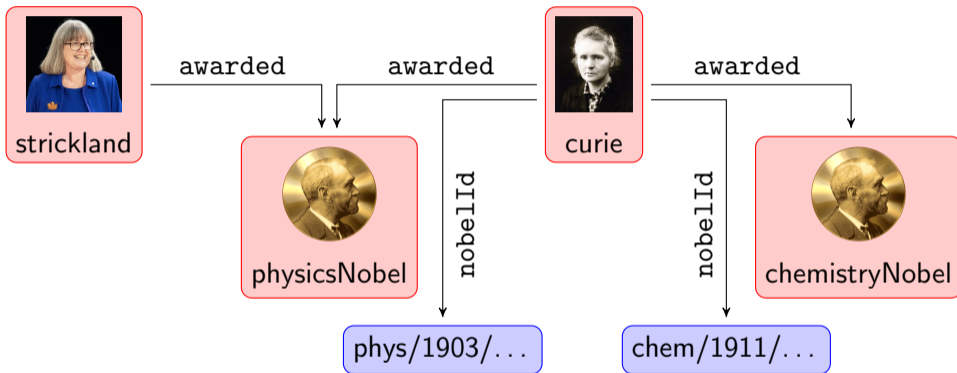 awarded
awarded
awarded
strickland
curie
nobelId
nobelId
physicsNobel
chemistryNobel
phys/1903/...
chem/1911/...